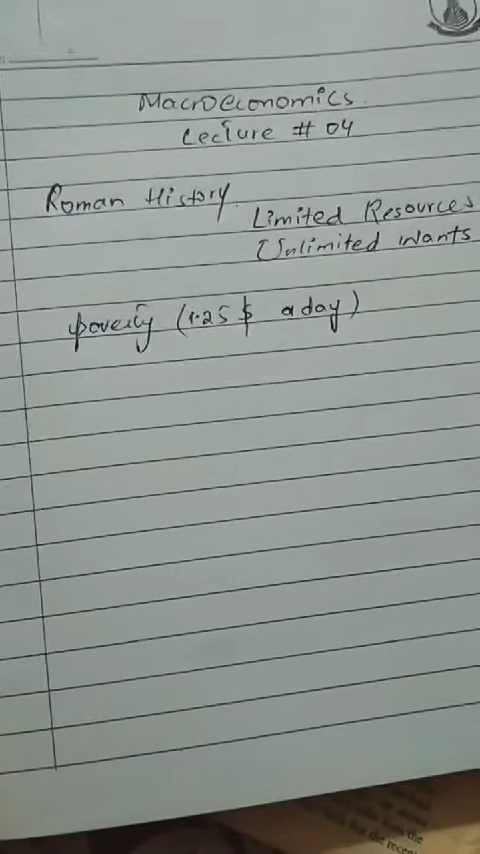 Macroeconomics
Lecture # 04
Roman History
Limited Resources
Unlimited wants
poverty (1.25 $ a day)